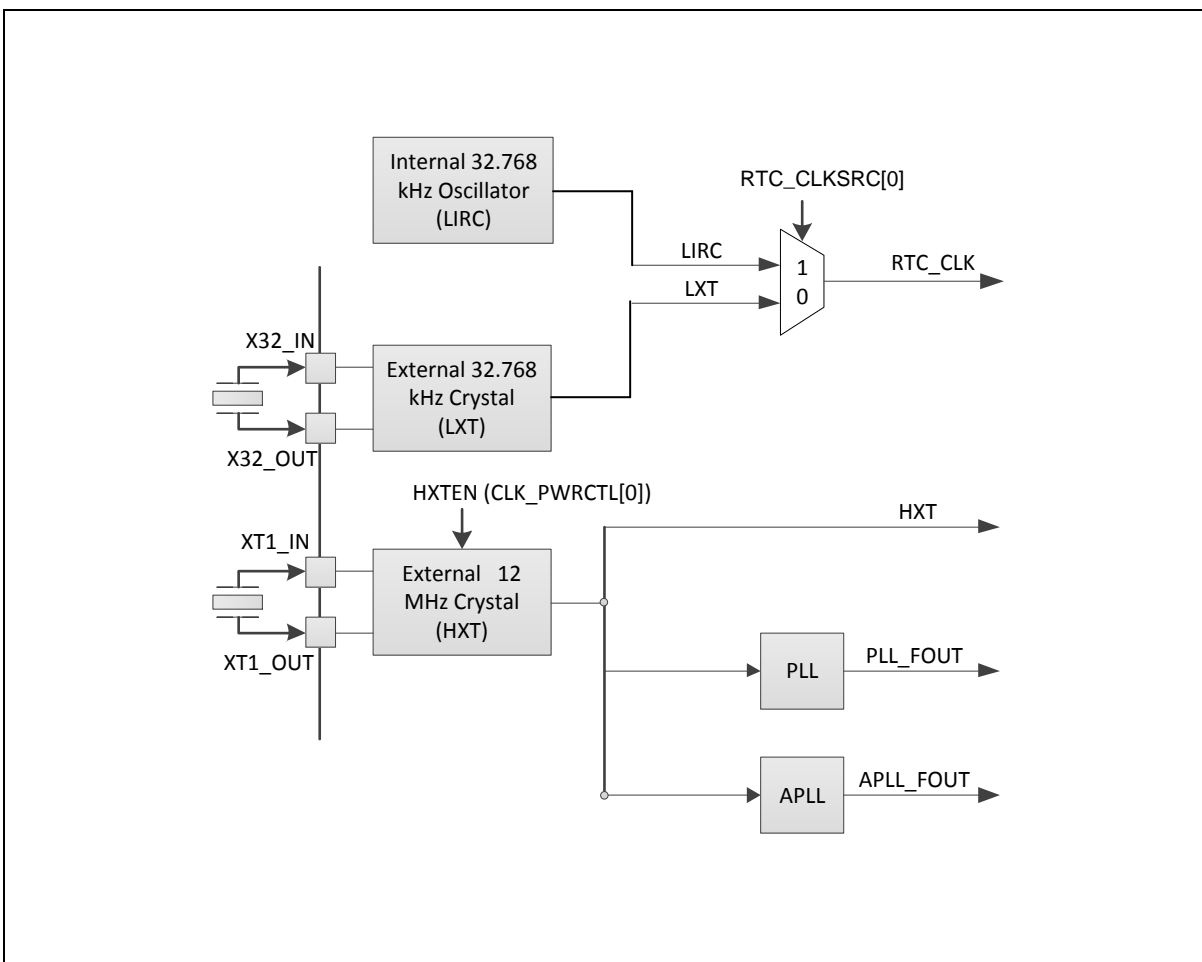 Internal 32.768
kHz Oscillator
(LIRC)
RTC_CLKSRC[0]
LIRC
1
RTC_CLK
LXT
0
X32_IN
External 32.768
kHz Crystal
(LXT)
X32_OUT
HXTEN (CLK_PWRCTL[0])
HXT
XT1_IN
External 12
MHz Crystal
(HXT)
XT1_OUT
PLL
PLL_FOUT
APLL
APLL_FOUT